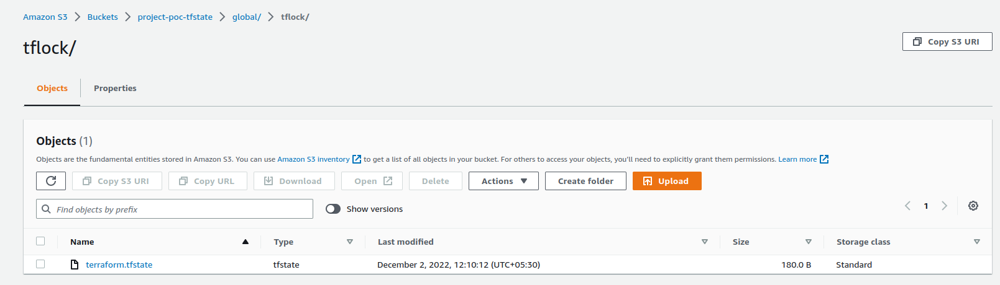 Amazon S3 > Buckets > project-poc-tfstate > global/ > tflock/
tflock/
Copy S3 URI
Objects
Properties
Objects (1)
Objects are the fundamental entities stored in Amazon S3. You can use Amazon S3 inventory to get a list of all objects in your bucket. For others to access your objects, you'll need to explicitly grant them permissions. Learn more
Copy S3 URI Copy URL Download Open Delete Actions Create folder Upload
Find objects by prefix Show versions 1
Name Type Last modified Size Storage class
terraform.tfstate tfstate December 2, 2022, 12:10:12 (UTC+05:30) 180.0 B Standard